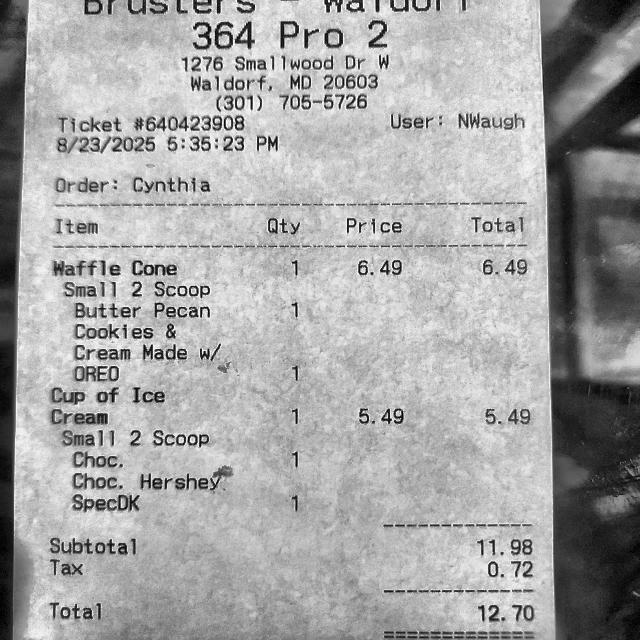 Brusters - Waldorf
364 Pro 2
1276 Smallwood Dr W
Waldorf, MD 20603
(301) 705-5726
Ticket #640423908 User: NWaugh
8/23/2025 5:35:23 PM
Order: Cynthia
Item Qty Price Total
Waffle Cone 1 6.49 6.49
Small 2 Scoop
Butter Pecan 1
Cookies &
Cream Made w/
OREO 1
Cup of Ice
Cream 1 5.49 5.49
Small 2 Scoop
Choc. 1
Choc. Hershey
SpecDK 1
Subtotal 11.98
Tax 0.72
Total 12.70